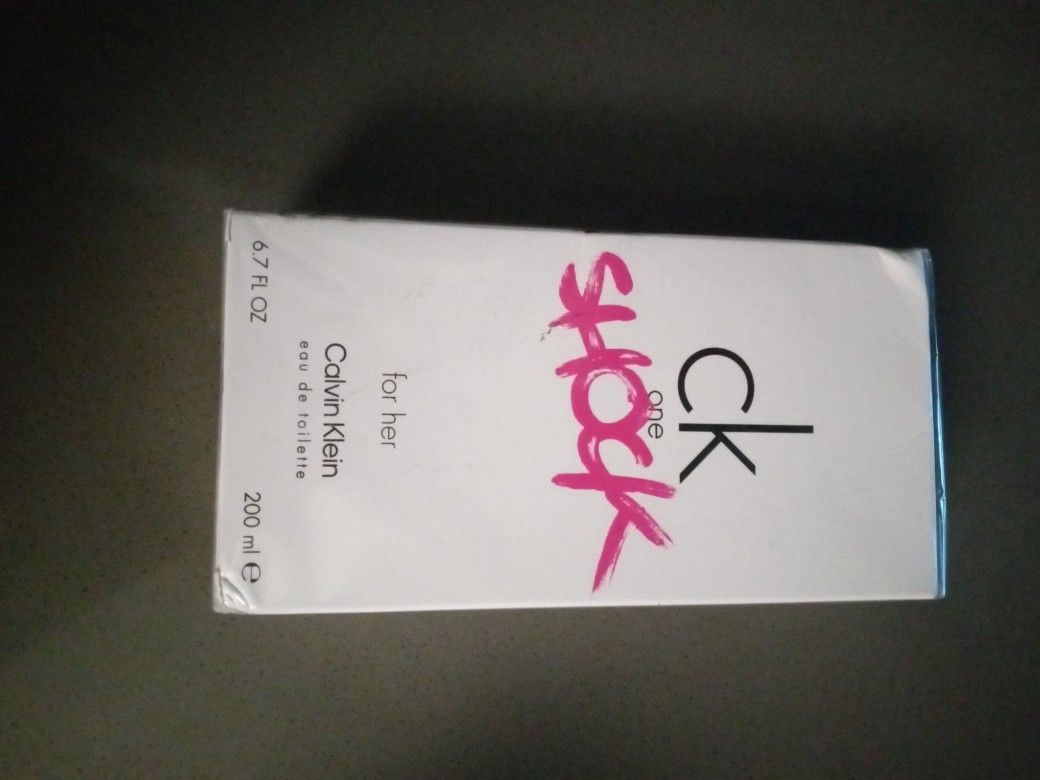 ck
one
SHOCK
for her
Calvin Klein
eau de toilette
6.7 FL OZ 200 ml e